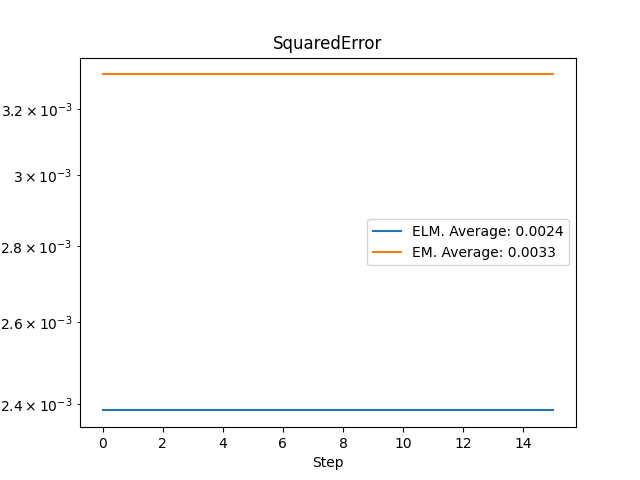 SquaredError
3.2 × 10⁻³
3 × 10⁻³
2.8 × 10⁻³
2.6 × 10⁻³
2.4 × 10⁻³
ELM. Average: 0.0024
EM. Average: 0.0033
0 2 4 6 8 10 12 14
Step